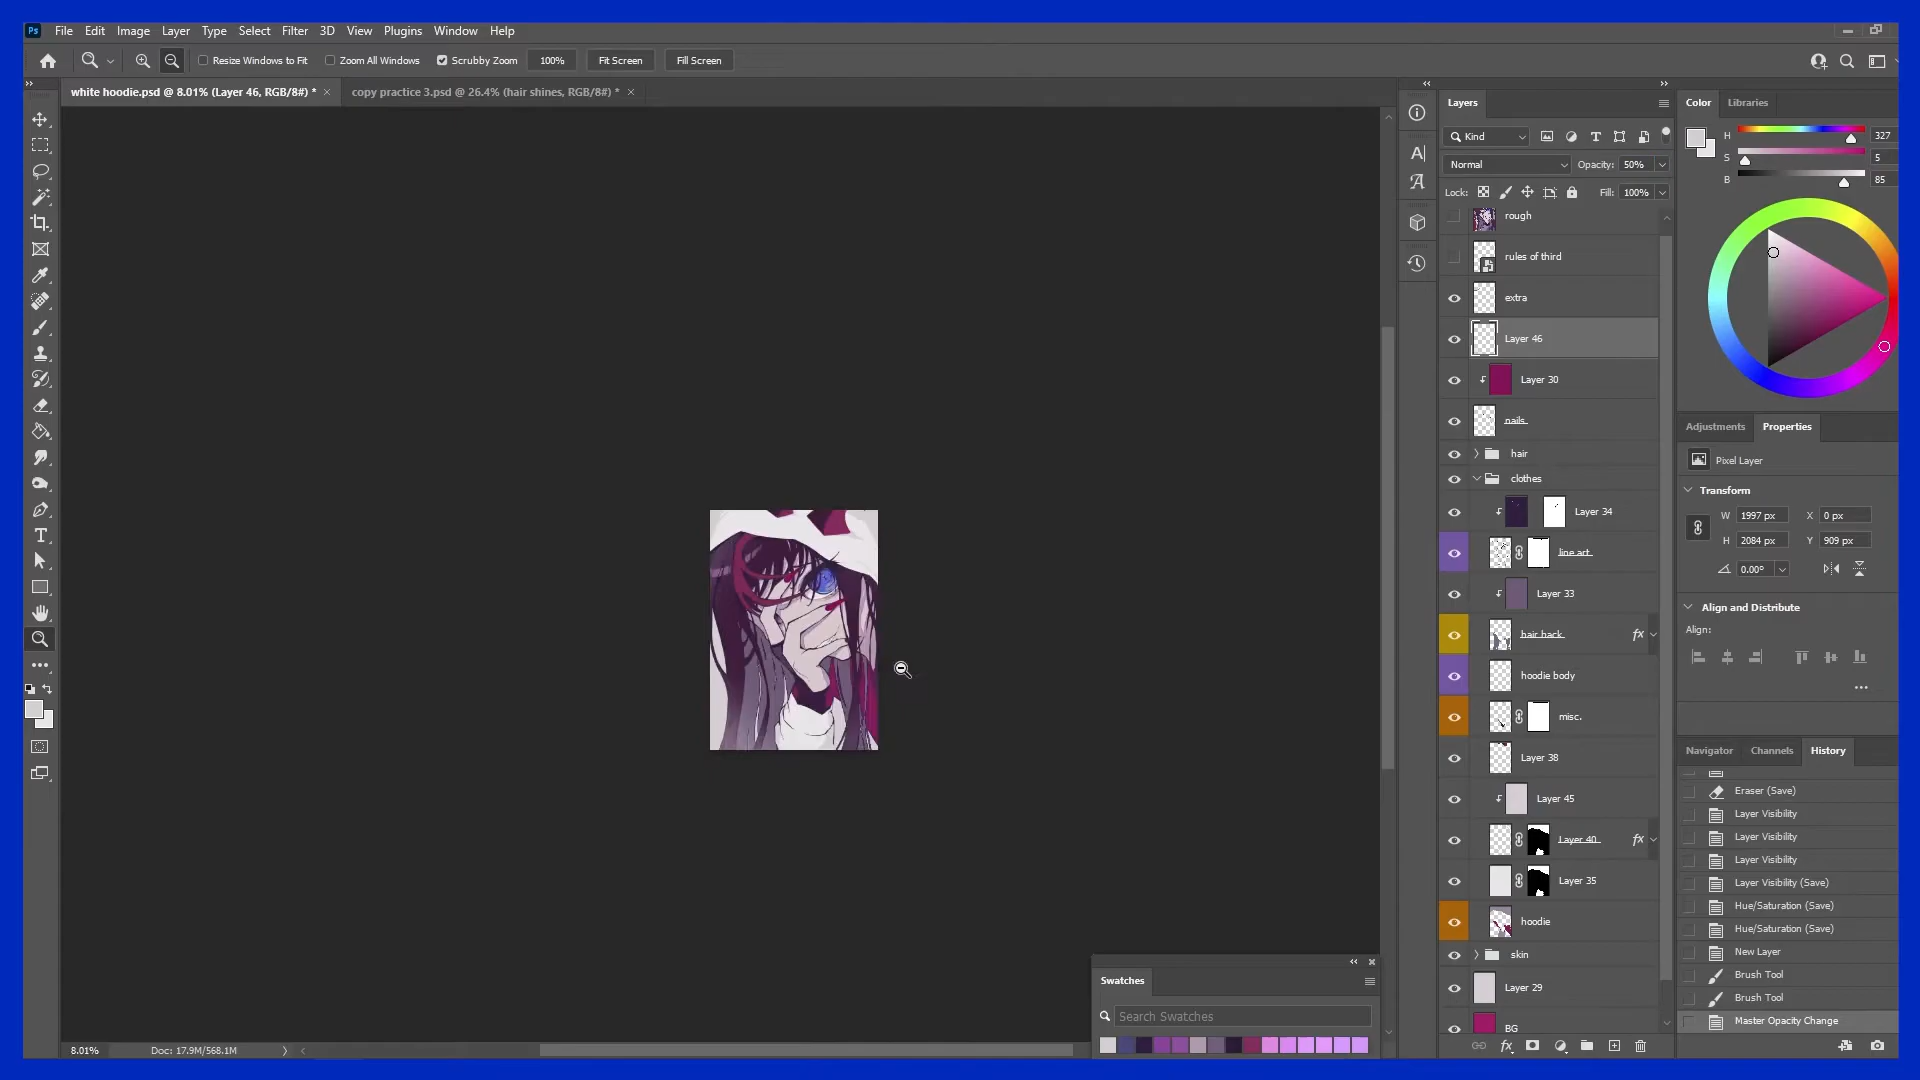 Ps File Edit Image Layer Type Select Filter 3D View Plugins Window Help
Resize Windows to Fit Zoom All Windows Scrubby Zoom 100% Fit Screen Fill Screen
white hoodie.psd @ 8.01% (Layer 46, RGB/8#) * × copy practice 3.psd @ 26.4% (hair shines, RGB/8#) * ×
Layers
Kind
Normal Opacity: 50%
Lock: Fill: 100%
rough
rules of third
extra
Layer 46
Layer 30
nails
hair
clothes
Layer 34
line art
Layer 33
hair back fx
hoodie body
misc.
Layer 38
Layer 45
Layer 40 fx
Layer 35
hoodie
skin
Layer 29
BG
fx
Color Libraries
H 327
S 5
B 85
Adjustments Properties
Pixel Layer
Transform
W 1997 px X 0 px
H 2084 px Y 909 px
0.00°
Align and Distribute
Align:
Navigator Channels History
Eraser (Save)
Layer Visibility
Layer Visibility
Layer Visibility
Layer Visibility (Save)
Hue/Saturation (Save)
Hue/Saturation (Save)
New Layer
Brush Tool
Brush Tool
Master Opacity Change
Swatches
Search Swatches
8.01% Doc: 17.9M/568.1M